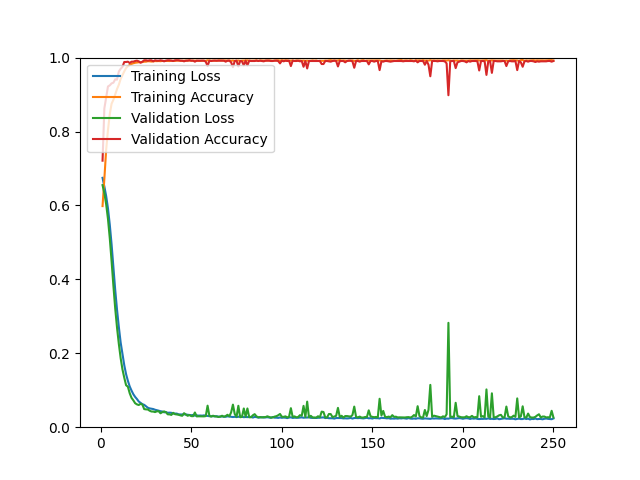 1.0
0.8
0.6
0.4
0.2
0.0
Training Loss
Training Accuracy
Validation Loss
Validation Accuracy
0 50 100 150 200 250